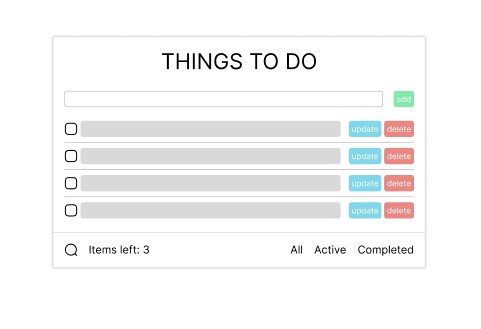 THINGS TO DO
add
update delete
update delete
update delete
update delete
Items left: 3 All Active Completed